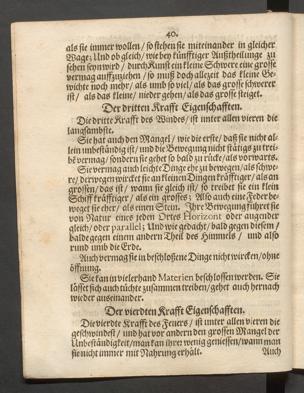 40.
als sie immer wollen / so stehen sie miteinander in gleicher
Wage; Und ob gleich / wie bey künfftiger Außtheilunge zu
sehen seyn wird / durch Kunst ein kleine Schwere eine grosse
vermag auffzuziehen / so muß doch allezeit das kleine Ge-
wichte noch mehr / als umb so viel / als das grosse schwerer
ist / als das kleine / nieder gehen / als das grosse steiget.
Der dritten Krafft Eigenschafften.
Die dritte Krafft des Windes / ist unter allen vieren die
langsambste.
Sie hat auch den Mangel / wie die erste / daß sie nicht al-
lein unbeständig ist / und die Bewegung nicht stätigs zu trei-
be vermag / sondern sie gehet so bald zu rücke / als vorwarts.
Sie vermag auch leichte Dinge ehe zu bewegen / als schwe-
re / derwegen würcket sie an kleinen Dingen kräfftiger / als an
grossen / das ist / wann sie gleich ist / so treibet sie ein klein
Schiff kräfftiger / als ein grosses; Also auch eine Feder be-
weget sie eher / als einen Stein. Ihre Bewegung führet sie
von Natur eines jeden Ortes Horizont oder augender
gleich / oder parallel; Und wie gedacht / bald gegen diesem /
bald gegen einem andern Theil des Himmels / und also
rund umb die Erde.
Auch vermag sie in beschlossene Dinge nicht wircken / ohne
öffnung.
Sie kan in vielerhand Materien beschlossen werden. Sie
lässet sich auch tüchte zusammen treiben / gehet auch hernach
wieder auseinander.
Der vierdten Krafft Eigenschafften.
Die vierdte Krafft des Feuers / ist unter allen vieren die
geschwindest / und hat vor andern den grossen Mangel der
Unbeständigkeit / man kan ihrer wenig geniessen / wann man
sie nicht immer mit Nahrung erhält.
Auch